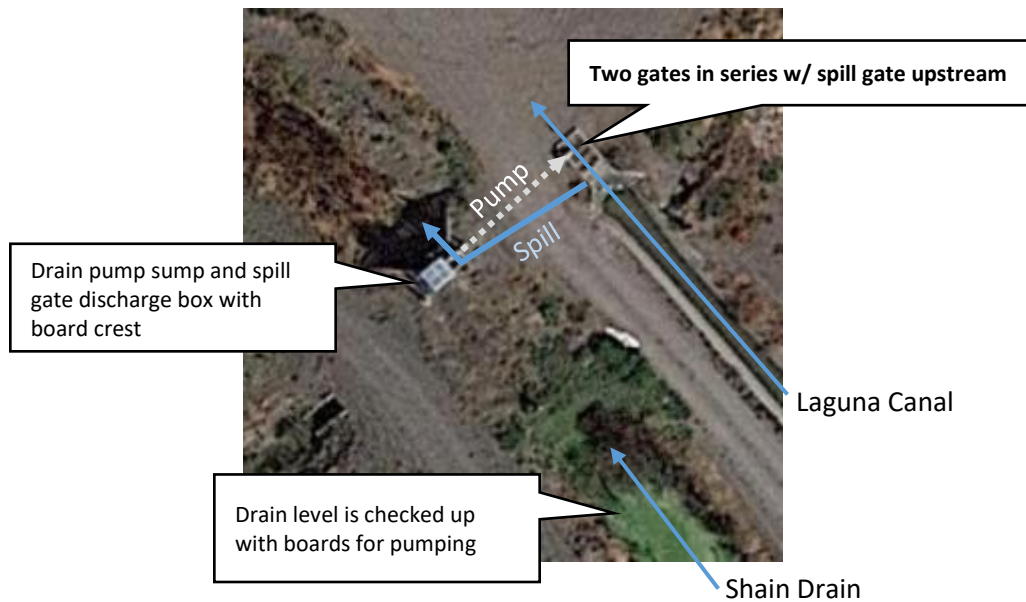 Two gates in series w/ spill gate upstream
Pump
Spill
Drain pump sump and spill
gate discharge box with
board crest
Laguna Canal
Drain level is checked up
with boards for pumping
Shain Drain